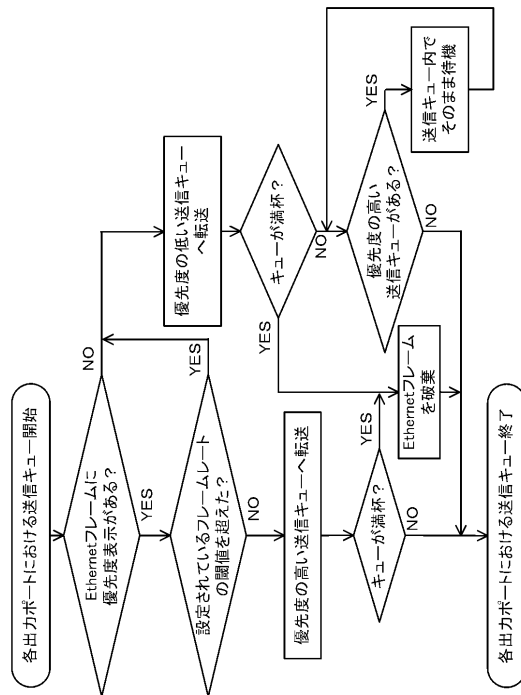 各出力ポートにおける送信キュー開始
Ethernetフレームに
優先度表示がある？
NO
YES
設定されているフレームレート
の閾値を超えた？
YES
NO
優先度の高い送信キューへ転送
キューが満杯？
YES
NO
優先度の低い送信キュー
へ転送
キューが満杯？
YES
NO
優先度の高い
送信キューがある？
YES
NO
送信キュー内で
そのまま待機
Ethernetフレーム
を破棄
各出力ポートにおける送信キュー終了